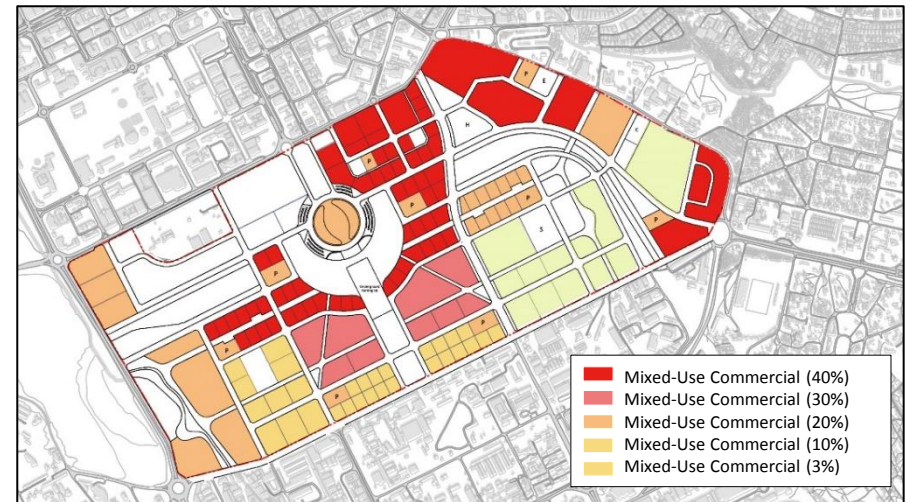 P
E
H
C
P
P
P
P
S
P
P
Underground
P
P
P
Mixed-Use Commercial (40%)
Mixed-Use Commercial (30%)
Mixed-Use Commercial (20%)
Mixed-Use Commercial (10%)
Mixed-Use Commercial (3%)